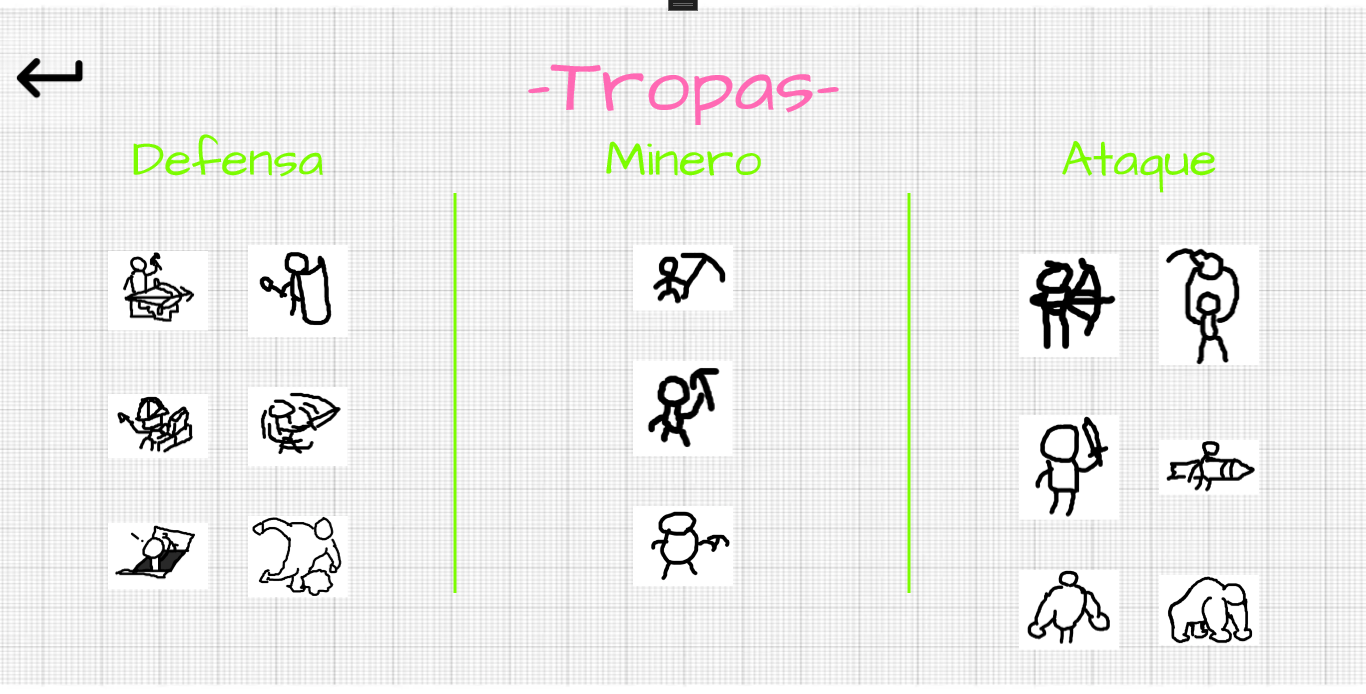 -Tropas-
Defensa
Minero
Ataque